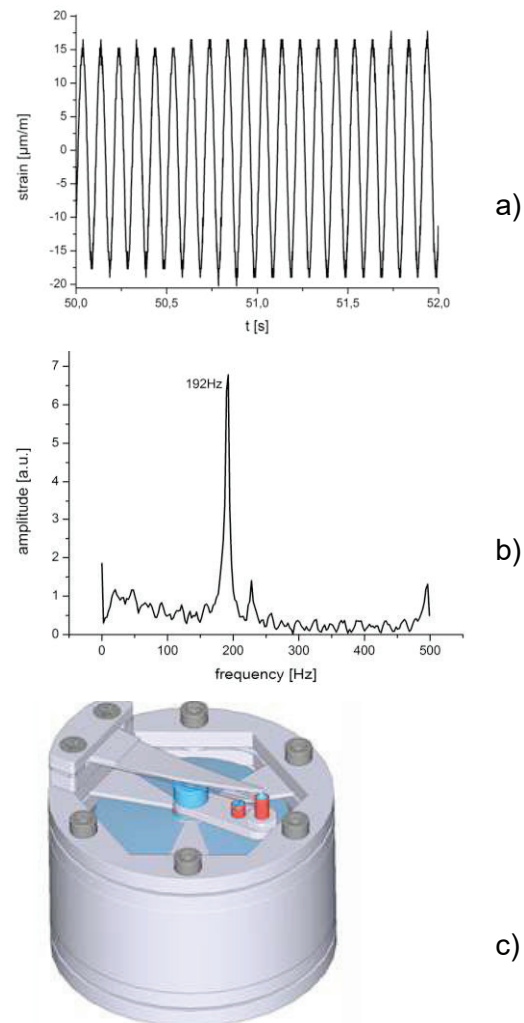 20
15
10
5
0
-5
-10
-15
-20
strain [µm/m]
50,0 50,5 51,0 51,5 52,0
t [s]
a)
7
6
5
4
3
2
1
0
amplitude [a.u.]
192Hz
0 100 200 300 400 500
frequency [Hz]
b)
c)